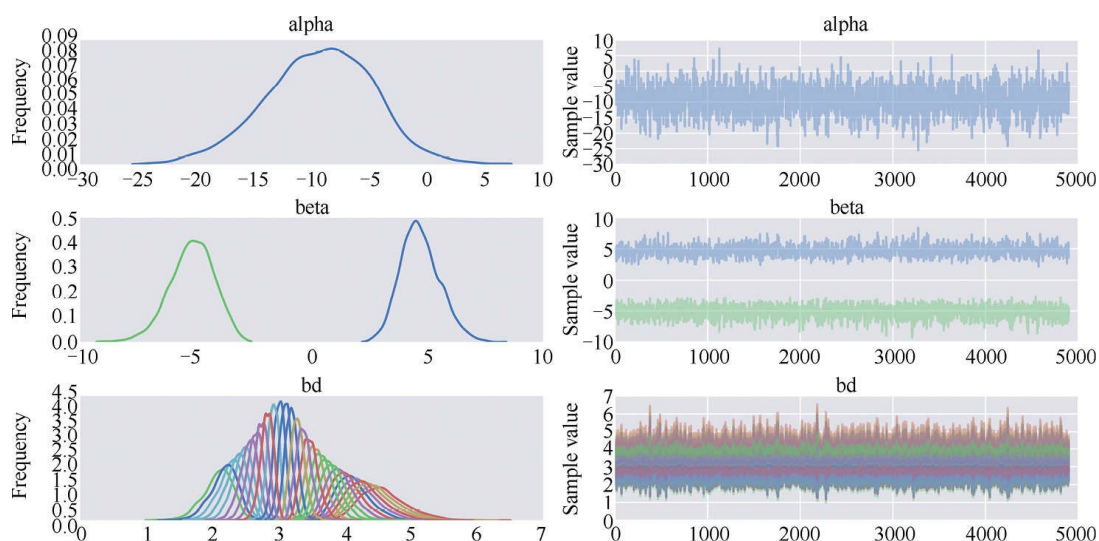 alpha
Frequency
0.09
0.08
0.07
0.06
0.05
0.04
0.03
0.02
0.01
0.00
−30 −25 −20 −15 −10 −5 0 5 10
alpha
Sample value
10
5
0
−5
−10
−15
−20
−25
−30
0 1000 2000 3000 4000 5000
beta
Frequency
0.5
0.4
0.3
0.2
0.1
0.0
−10 −5 0 5 10
beta
Sample value
10
5
0
−5
−10
0 1000 2000 3000 4000 5000
bd
Frequency
4.5
4.0
3.5
3.0
2.5
2.0
1.5
1.0
0.5
0.0
0 1 2 3 4 5 6 7
bd
Sample value
7
6
5
4
3
2
1
0
0 1000 2000 3000 4000 5000